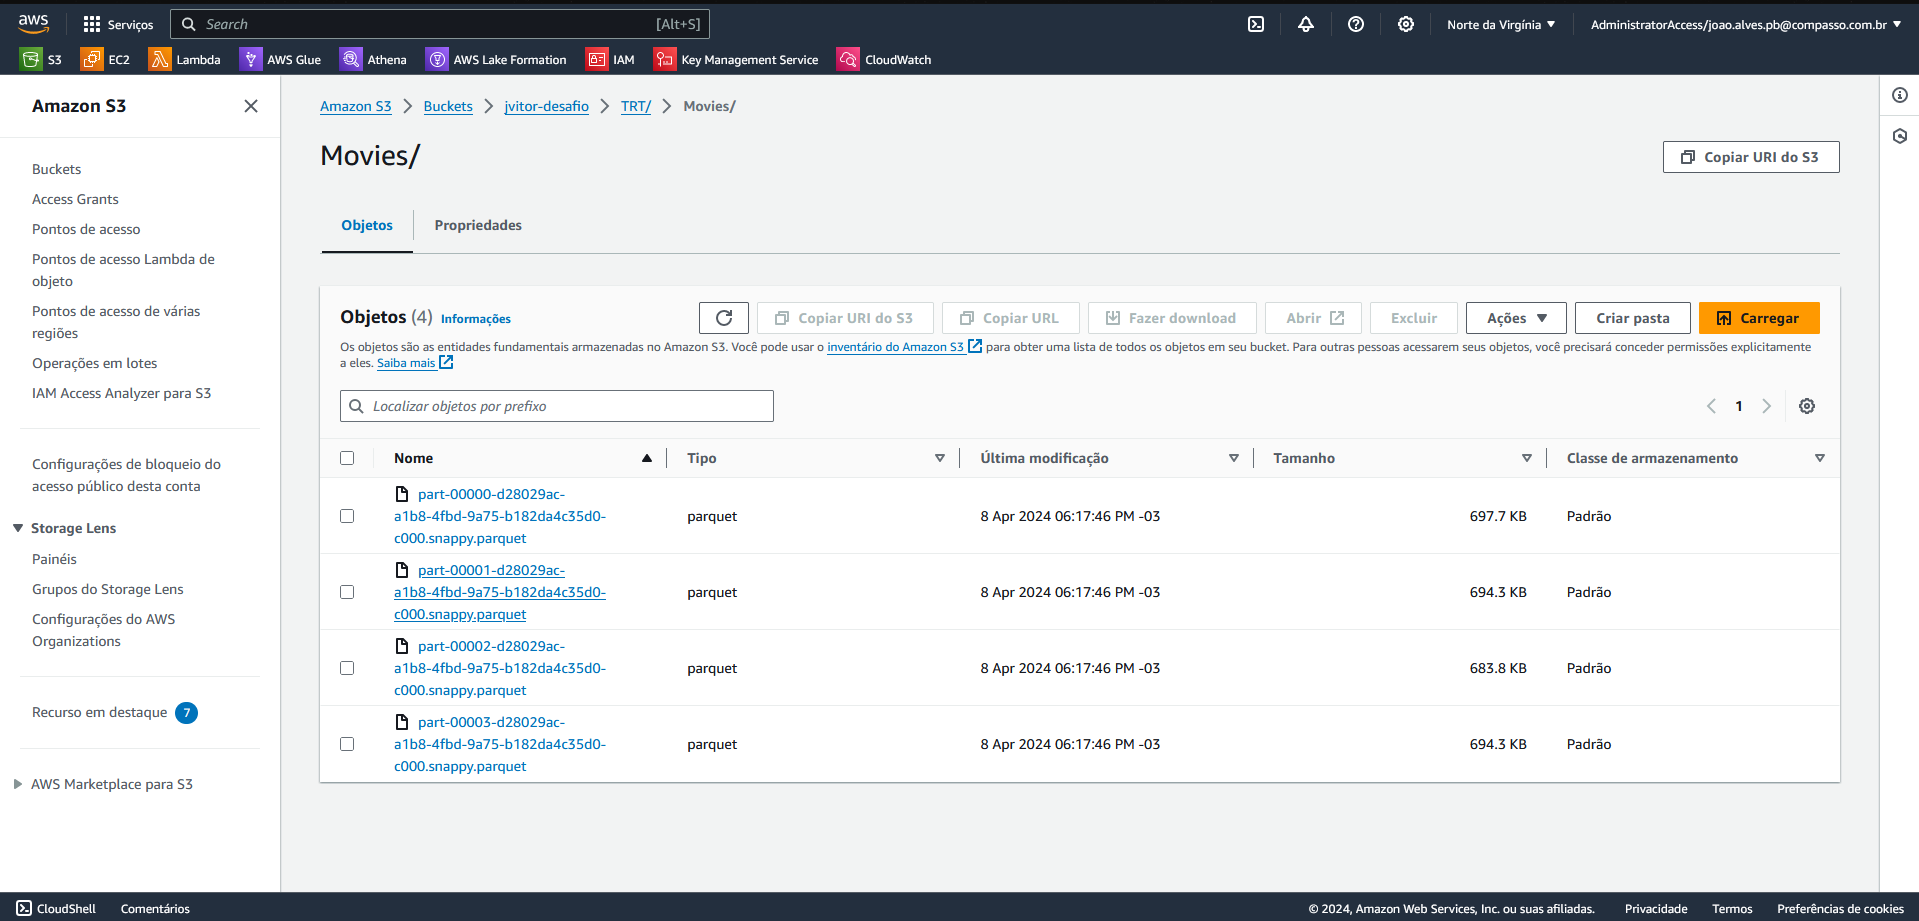 aws Serviços Search [Alt+S] Norte da Virgínia AdministratorAccess/joao.alves.pb@compasso.com.br
S3 EC2 Lambda AWS Glue Athena AWS Lake Formation IAM Key Management Service CloudWatch
Amazon S3
Buckets
Access Grants
Pontos de acesso
Pontos de acesso Lambda de
objeto
Pontos de acesso de várias
regiões
Operações em lotes
IAM Access Analyzer para S3
Configurações de bloqueio do
acesso público desta conta
Storage Lens
Painéis
Grupos do Storage Lens
Configurações do AWS
Organizations
Recurso em destaque 7
AWS Marketplace para S3
Amazon S3 Buckets jvitor-desafio TRT/ Movies/
Movies/
Copiar URI do S3
Objetos Propriedades
Objetos (4) Informações
Copiar URI do S3 Copiar URL Fazer download Abrir Excluir Ações Criar pasta Carregar
Os objetos são as entidades fundamentais armazenadas no Amazon S3. Você pode usar o inventário do Amazon S3 para obter uma lista de todos os objetos em seu bucket. Para outras pessoas acessarem seus objetos, você precisará conceder permissões explicitamente
a eles. Saiba mais
Localizar objetos por prefixo
1
Nome Tipo Última modificação Tamanho Classe de armazenamento
part-00000-d28029ac-
a1b8-4fbd-9a75-b182da4c35d0- parquet 8 Apr 2024 06:17:46 PM -03 697.7 KB Padrão
c000.snappy.parquet
part-00001-d28029ac-
a1b8-4fbd-9a75-b182da4c35d0- parquet 8 Apr 2024 06:17:46 PM -03 694.3 KB Padrão
c000.snappy.parquet
part-00002-d28029ac-
a1b8-4fbd-9a75-b182da4c35d0- parquet 8 Apr 2024 06:17:46 PM -03 683.8 KB Padrão
c000.snappy.parquet
part-00003-d28029ac-
a1b8-4fbd-9a75-b182da4c35d0- parquet 8 Apr 2024 06:17:46 PM -03 694.3 KB Padrão
c000.snappy.parquet
CloudShell Comentários © 2024, Amazon Web Services, Inc. ou suas afiliadas. Privacidade Termos Preferências de cookies